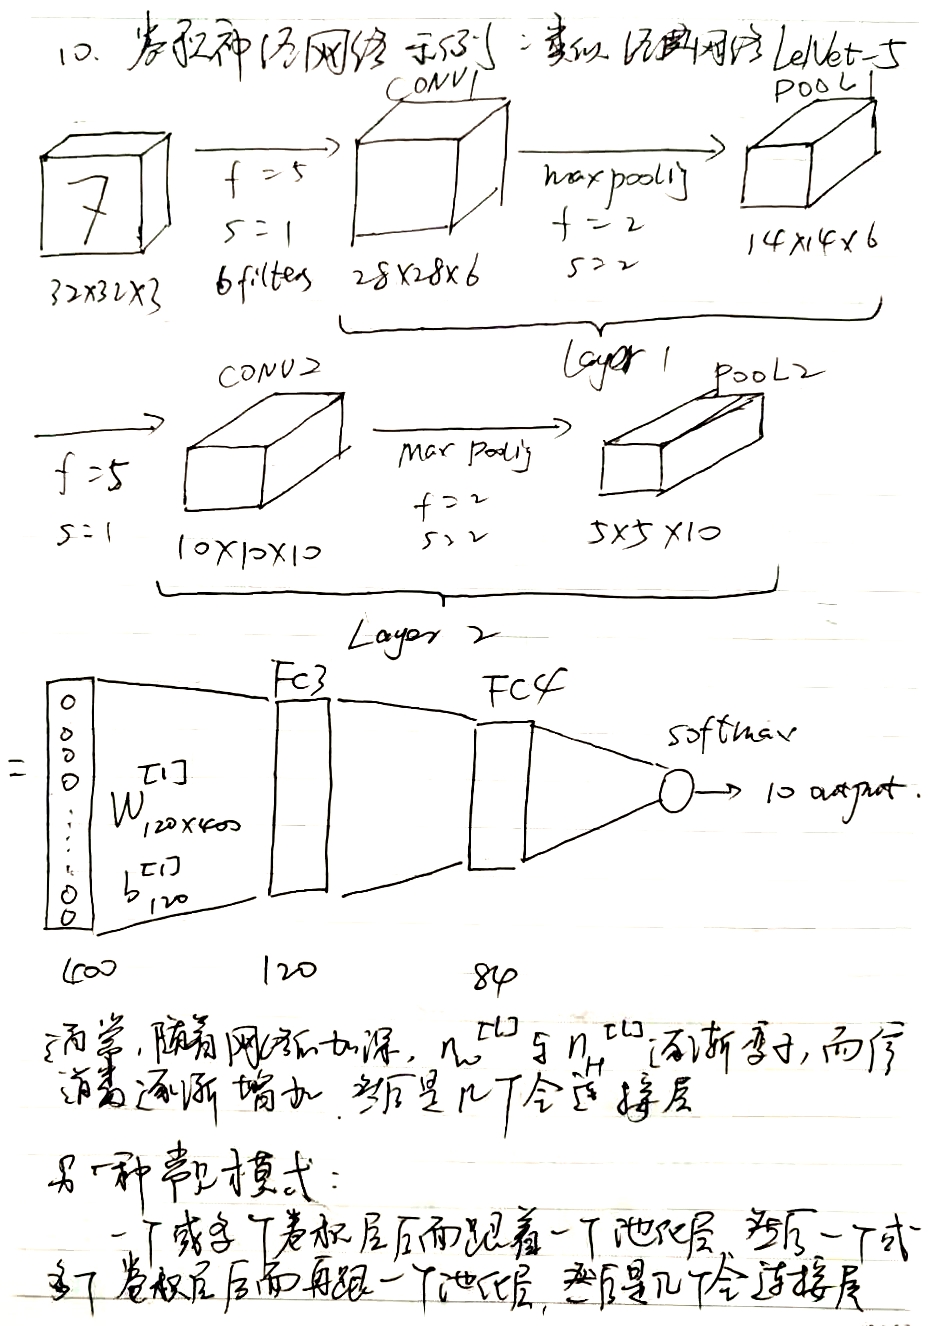 10. 卷积神经网络示例：类似经典网络 LeNet-5
CONV1
POOL1
7
f=5
s=1
6 filters
max pooling
f=2
s=2
32×32×3
28×28×6
14×14×6
Layer 1
CONV2
POOL2
f=5
s=1
Max Pooling
f=2
s=2
10×10×10
5×5×10
Layer 2
FC3
FC4
softmax
=
W[1]120×400
b[1]120
10 output.
400
120
84
通常,随着网络的加深, nw[L] 与 nH[L] 逐渐变小,而信
道数逐渐增加,然后是几个全连接层
另一种常见模式:
一个或多个卷积层后面跟着一个池化层,然后一个或
多个卷积层后面再跟一个池化层,然后是几个全连接层